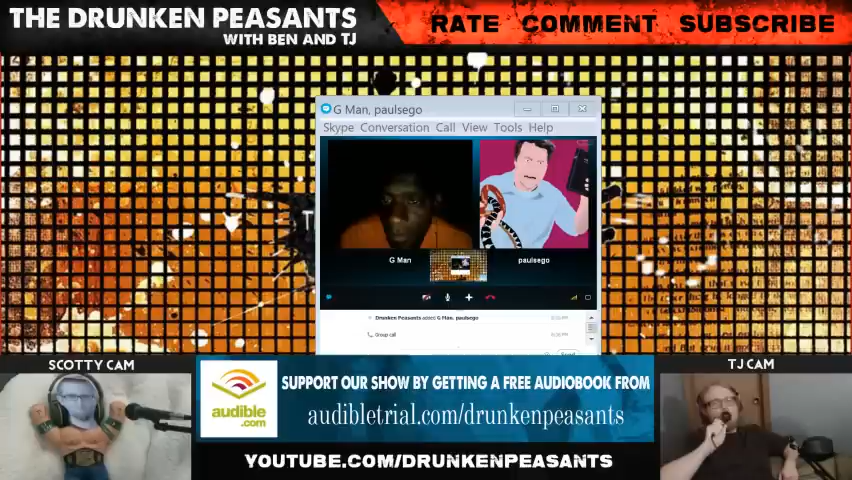 THE DRUNKEN PEASANTS
WITH BEN AND TJ
RATE COMMENT SUBSCRIBE
G Man, paulsego
Skype Conversation Call View Tools Help
G Man
paulsego
Drunken Peasants added G Man, paulsego
Group call
SCOTTY CAM
TJ CAM
audible
.com
SUPPORT OUR SHOW BY GETTING A FREE AUDIOBOOK FROM
audibletrial.com/drunkenpeasants
YOUTUBE.COM/DRUNKENPEASANTS